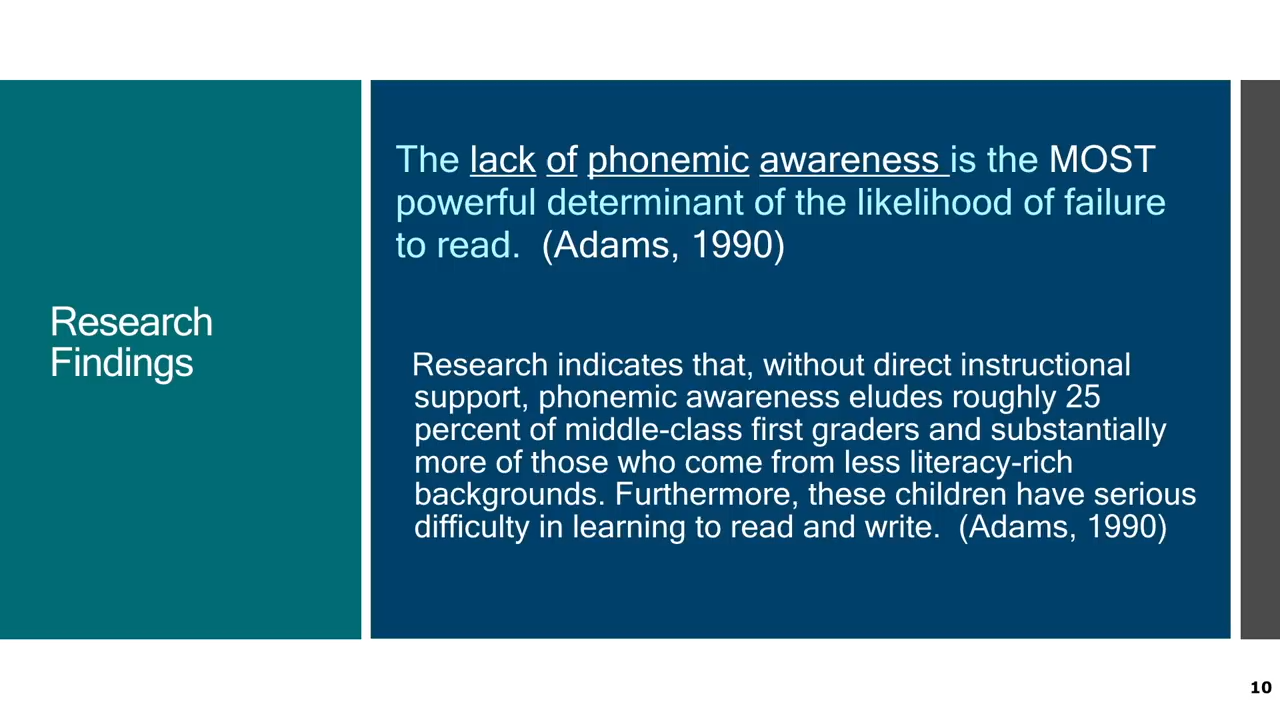 Research
Findings
The lack of phonemic awareness is the MOST
powerful determinant of the likelihood of failure
to read. (Adams, 1990)
Research indicates that, without direct instructional
support, phonemic awareness eludes roughly 25
percent of middle-class first graders and substantially
more of those who come from less literacy-rich
backgrounds. Furthermore, these children have serious
difficulty in learning to read and write. (Adams, 1990)
10